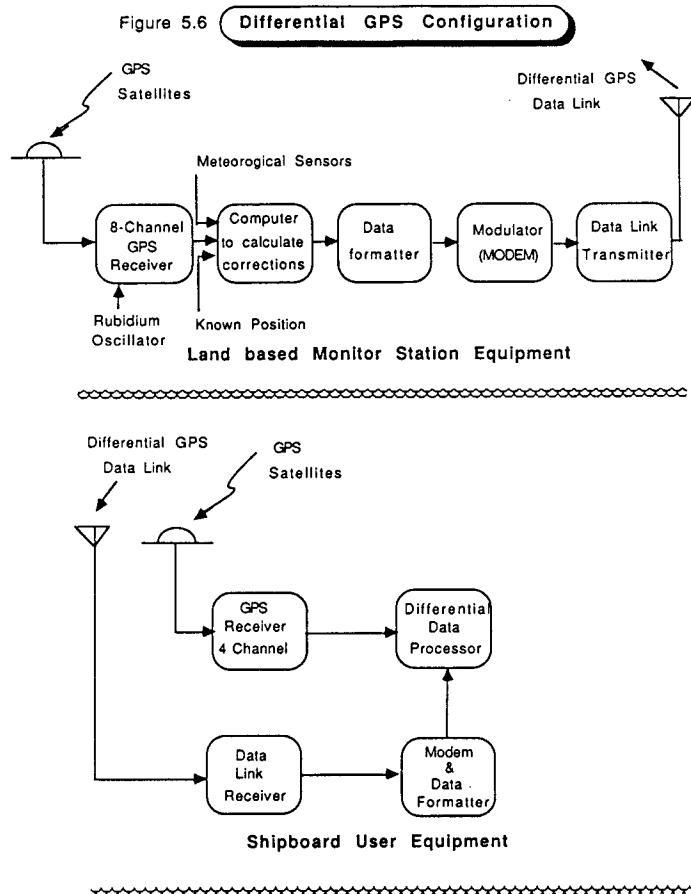 Figure 5.6 Differential GPS Configuration
GPS
Satellites
Differential GPS
Data Link
Meteorogical Sensors
8-Channel
GPS
Receiver
Computer
to calculate
corrections
Data
formatter
Modulator
(MODEM)
Data Link
Transmitter
Rubidium
Oscillator
Known Position
Land based Monitor Station Equipment
Differential GPS
Data Link
GPS
Satellites
GPS
Receiver
4 Channel
Differential
Data
Processor
Data
Link
Receiver
Modem
&
Data
Formatter
Shipboard User Equipment